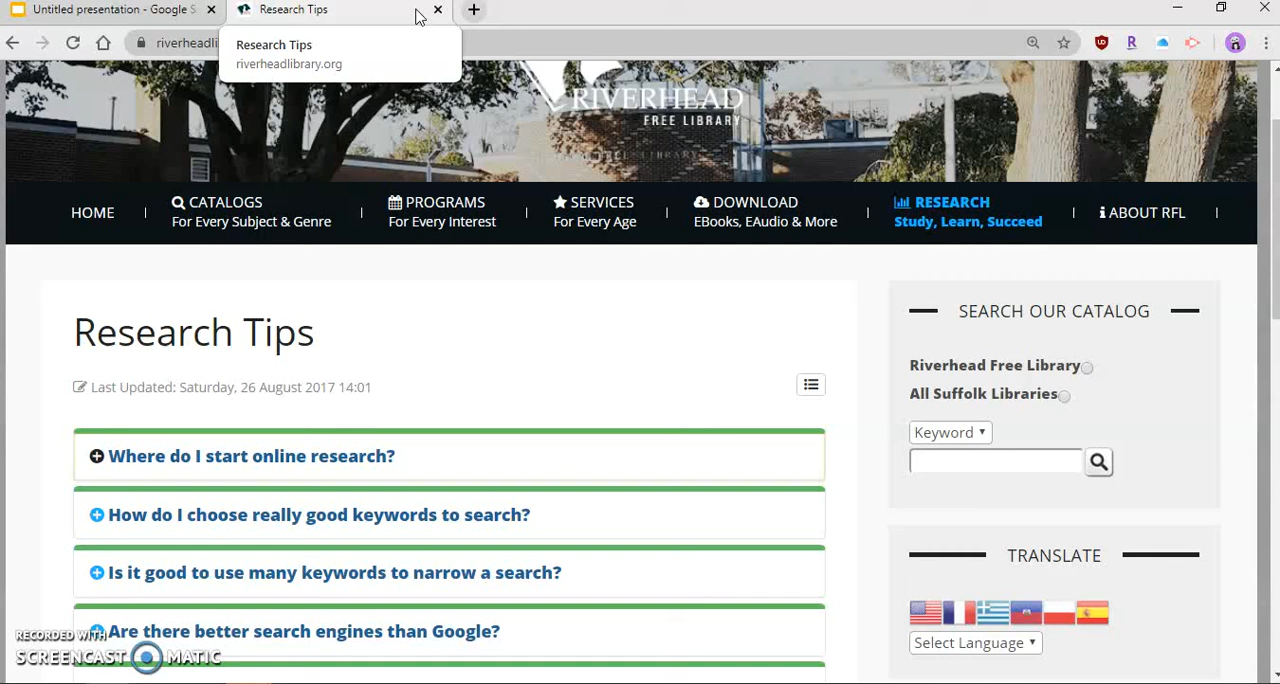 Untitled presentation - Google S
Research Tips
riverheadli
Research Tips
riverheadlibrary.org
RIVERHEAD
FREE LIBRARY
HOME
CATALOGS
For Every Subject & Genre
PROGRAMS
For Every Interest
SERVICES
For Every Age
DOWNLOAD
EBooks, EAudio & More
RESEARCH
Study, Learn, Succeed
ABOUT RFL
Research Tips
Last Updated: Saturday, 26 August 2017 14:01
Where do I start online research?
How do I choose really good keywords to search?
Is it good to use many keywords to narrow a search?
Are there better search engines than Google?
SEARCH OUR CATALOG
Riverhead Free Library
All Suffolk Libraries
Keyword
TRANSLATE
Select Language
RECORDED WITH
SCREENCAST MATIC